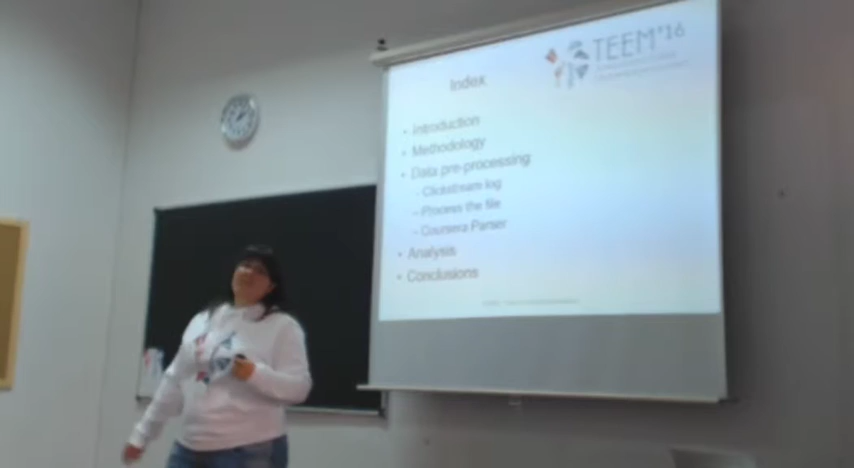 TEEM'16
Index
• Introduction
• Methodology
• Data pre-processing:
– Clickstream log
– Process the file
– Coursera Parser
• Analysis
• Conclusions